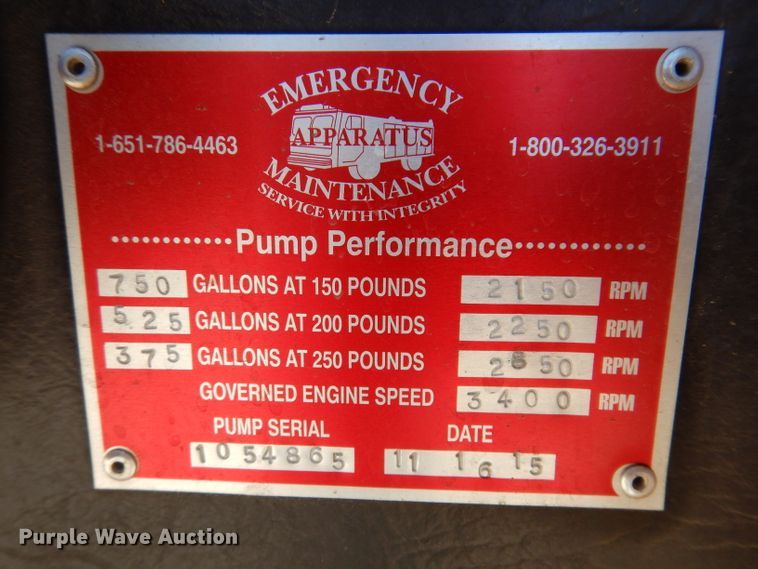 EMERGENCY
APPARATUS
MAINTENANCE
SERVICE WITH INTEGRITY
1-651-786-4463
1-800-326-3911
Pump Performance
750 GALLONS AT 150 POUNDS 2150 RPM
525 GALLONS AT 200 POUNDS 2250 RPM
375 GALLONS AT 250 POUNDS 2650 RPM
GOVERNED ENGINE SPEED 3400 RPM
PUMP SERIAL DATE
1054865 11 16 15
Purple Wave Auction